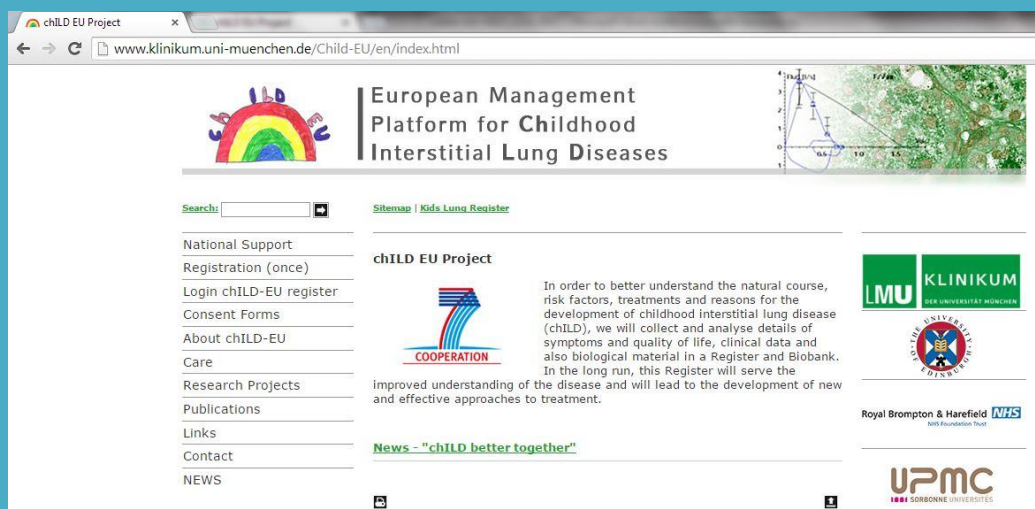 chILD EU Project
www.klinikum.uni-muenchen.de/Child-EU/en/index.html
chILD EU
European Management
Platform for Childhood
Interstitial Lung Diseases
Search:
Sitemap | Kids Lung Register
National Support
Registration (once)
Login chILD-EU register
Consent Forms
About chILD-EU
Care
Research Projects
Publications
Links
Contact
NEWS
chILD EU Project
7
COOPERATION
In order to better understand the natural course,
risk factors, treatments and reasons for the
development of childhood interstitial lung disease
(chILD), we will collect and analyse details of
symptoms and quality of life, clinical data and
also biological material in a Register and Biobank.
In the long run, this Register will serve the
improved understanding of the disease and will lead to the development of new
and effective approaches to treatment.
News - "chILD better together"
LMU
KLINIKUM
DER UNIVERSITÄT MÜNCHEN
THE UNIVERSITY OF EDINBURGH
Royal Brompton & Harefield NHS
NHS Foundation Trust
UPMC
SORBONNE UNIVERSITÉS